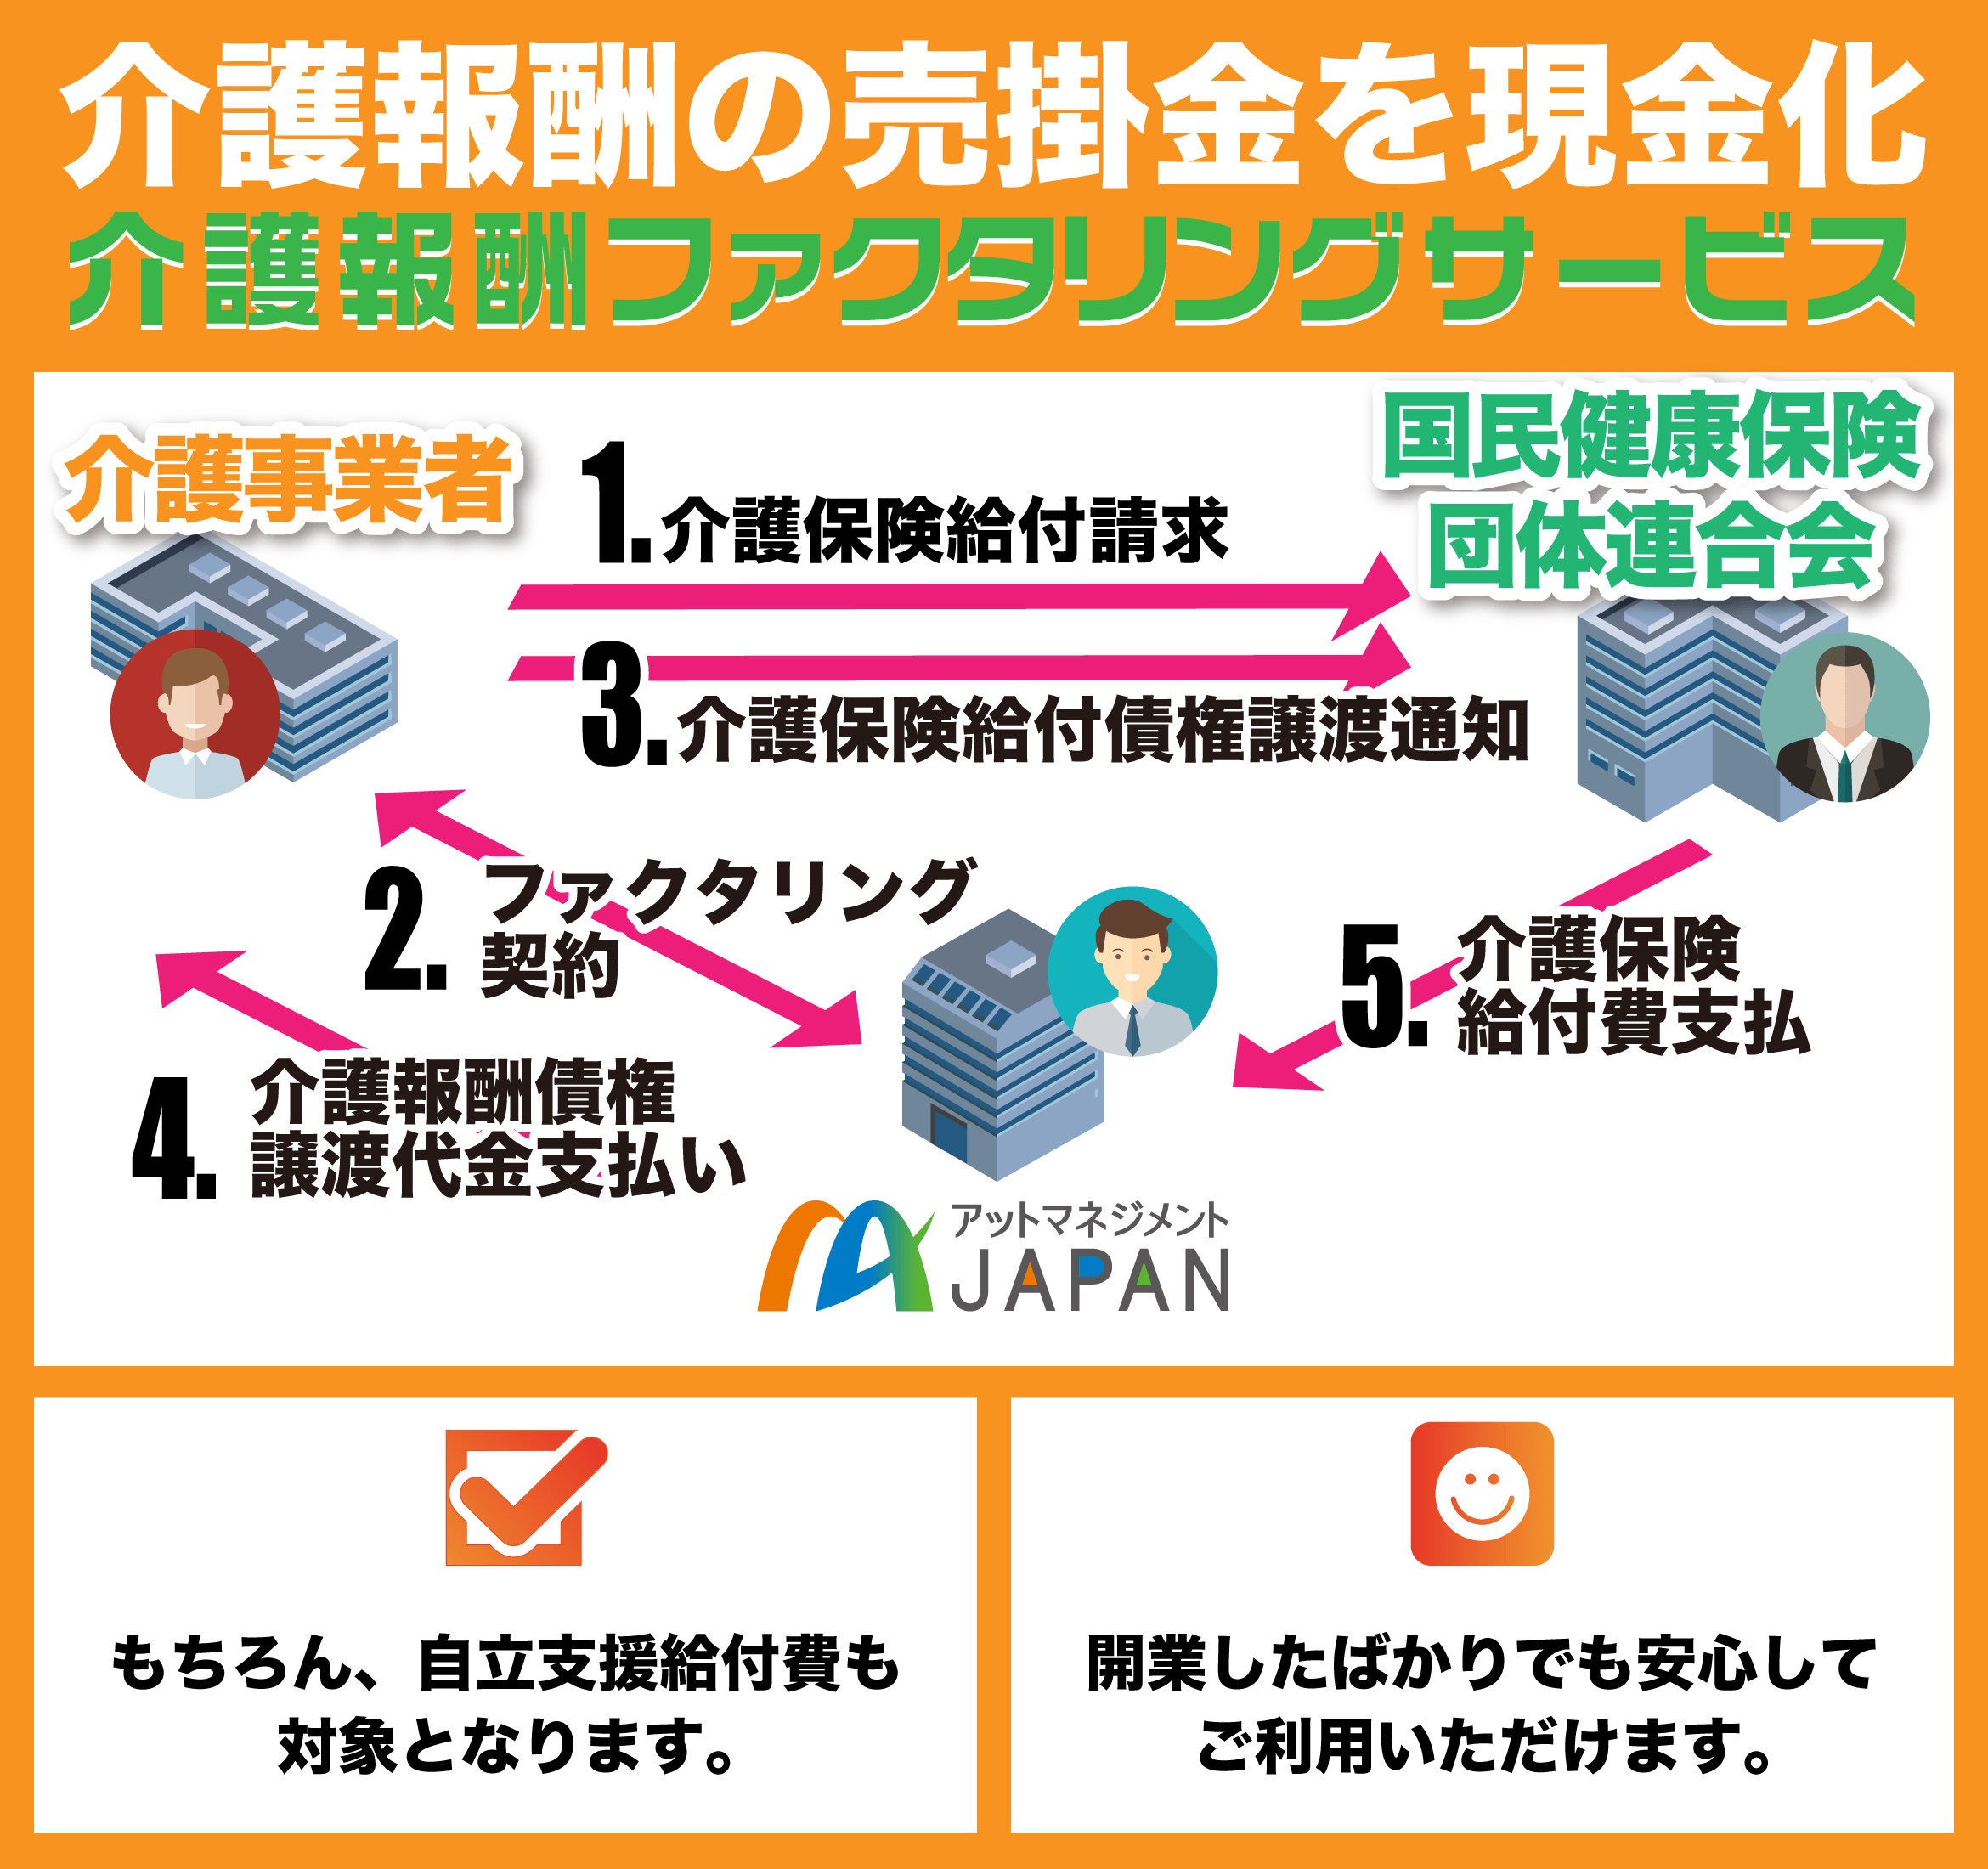 介護報酬の売掛金を現金化
介護報酬ファクタリングサービス
介護事業者
国民健康保険
団体連合会
1.介護保険給付請求
3.介護保険給付債権譲渡通知
2.ファクタリング
契約
5.介護保険
給付費支払
4.介護報酬債権
譲渡代金支払い
アットマネジメント
JAPAN
もちろん、自立支援給付費も
対象となります。
開業したばかりでも安心して
ご利用いただけます。